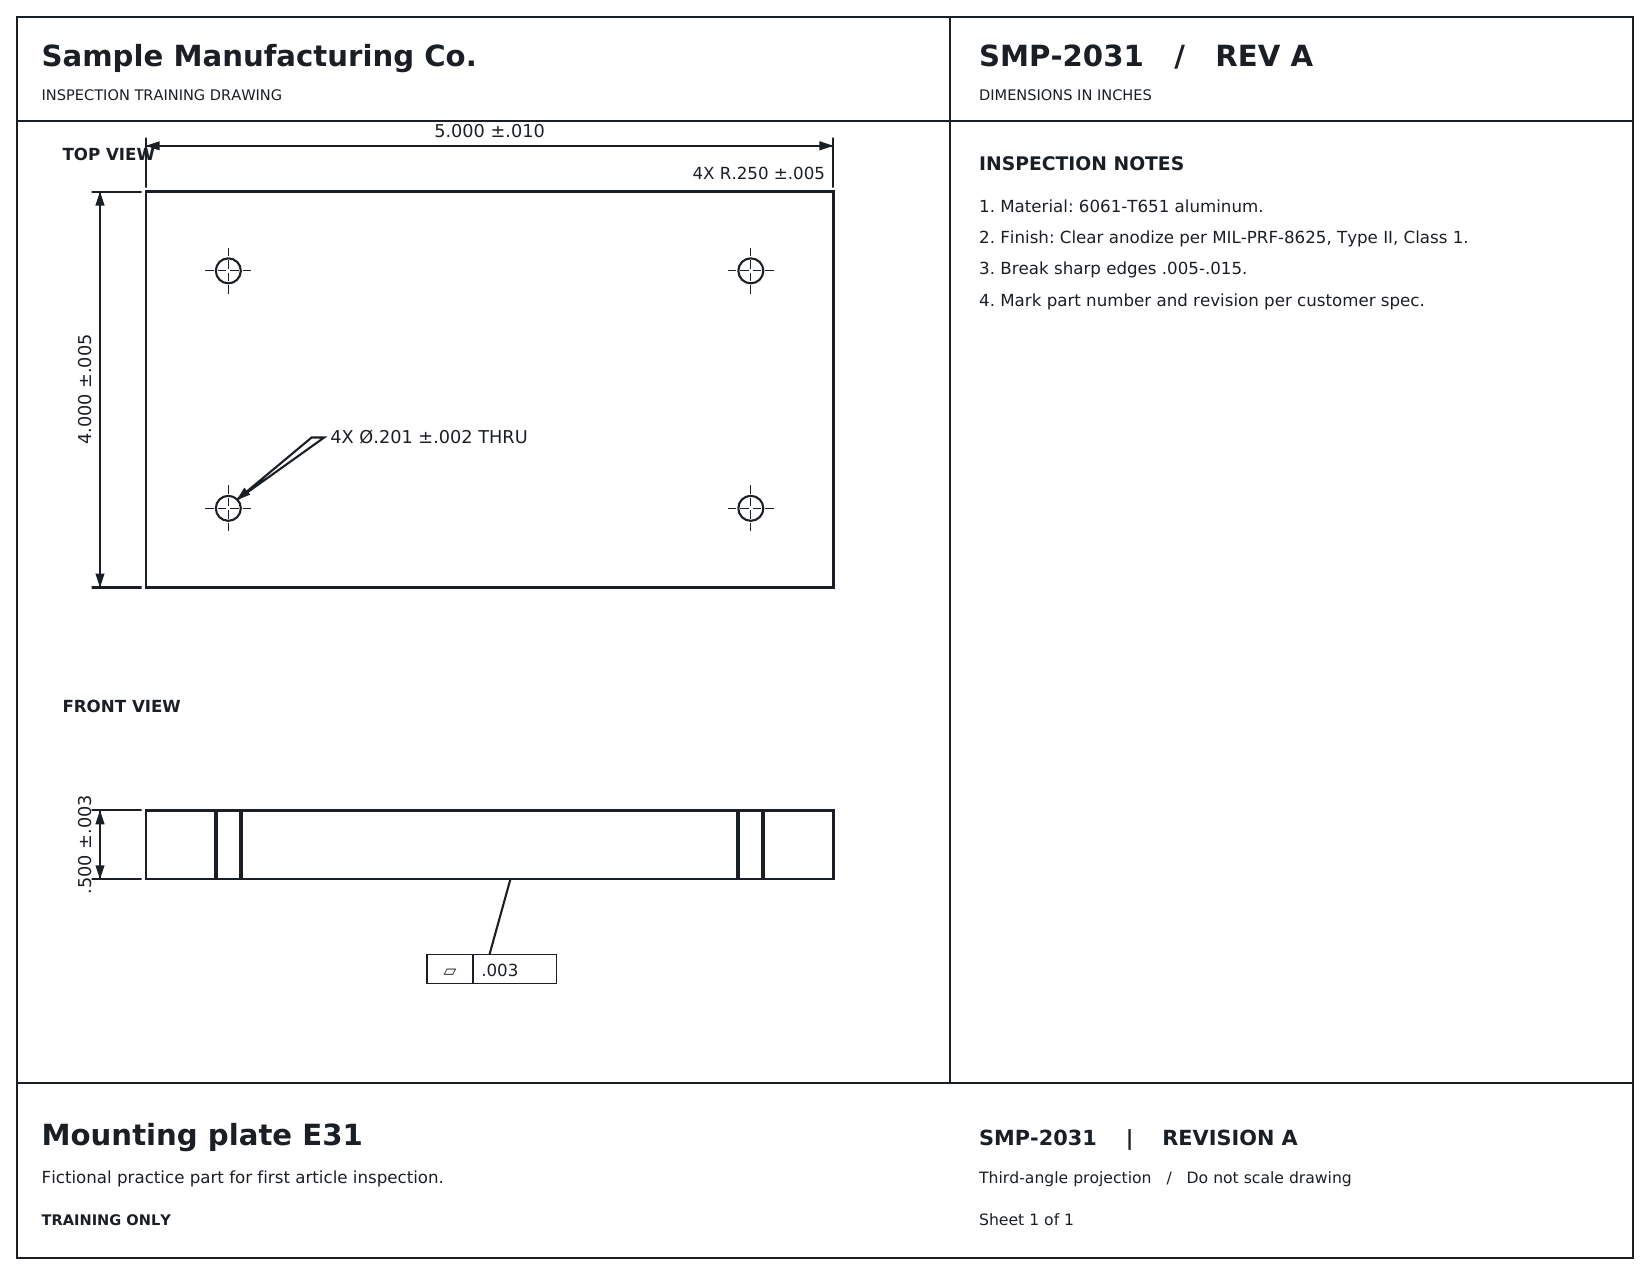 Sample Manufacturing Co.
INSPECTION TRAINING DRAWING
SMP-2031 / REV A
DIMENSIONS IN INCHES
TOP VIEW
5.000 ±.010
4X R.250 ±.005
4.000 ±.005
4X Ø.201 ±.002 THRU
FRONT VIEW
.500 ±.003
▱ .003
INSPECTION NOTES
1. Material: 6061-T651 aluminum.
2. Finish: Clear anodize per MIL-PRF-8625, Type II, Class 1.
3. Break sharp edges .005-.015.
4. Mark part number and revision per customer spec.
Mounting plate E31
Fictional practice part for first article inspection.
TRAINING ONLY
SMP-2031 | REVISION A
Third-angle projection / Do not scale drawing
Sheet 1 of 1